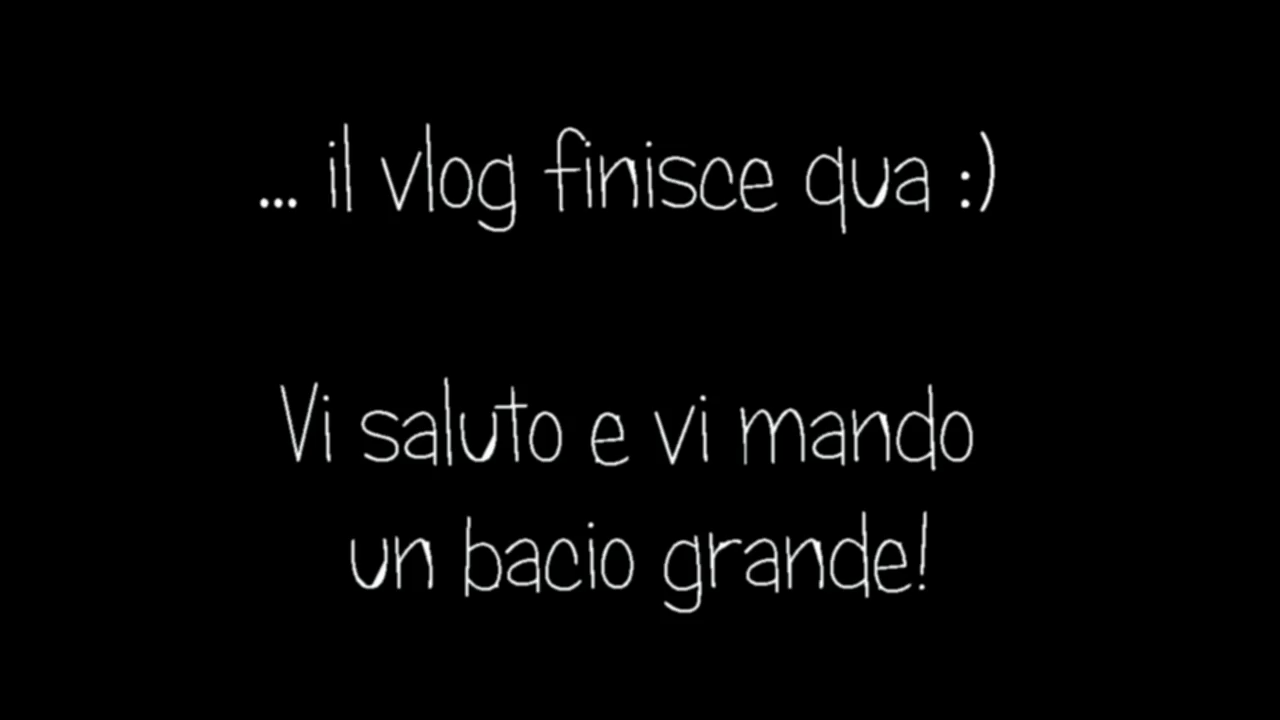 ... il vlog finisce qua :)
Vi saluto e vi mando
un bacio grande!